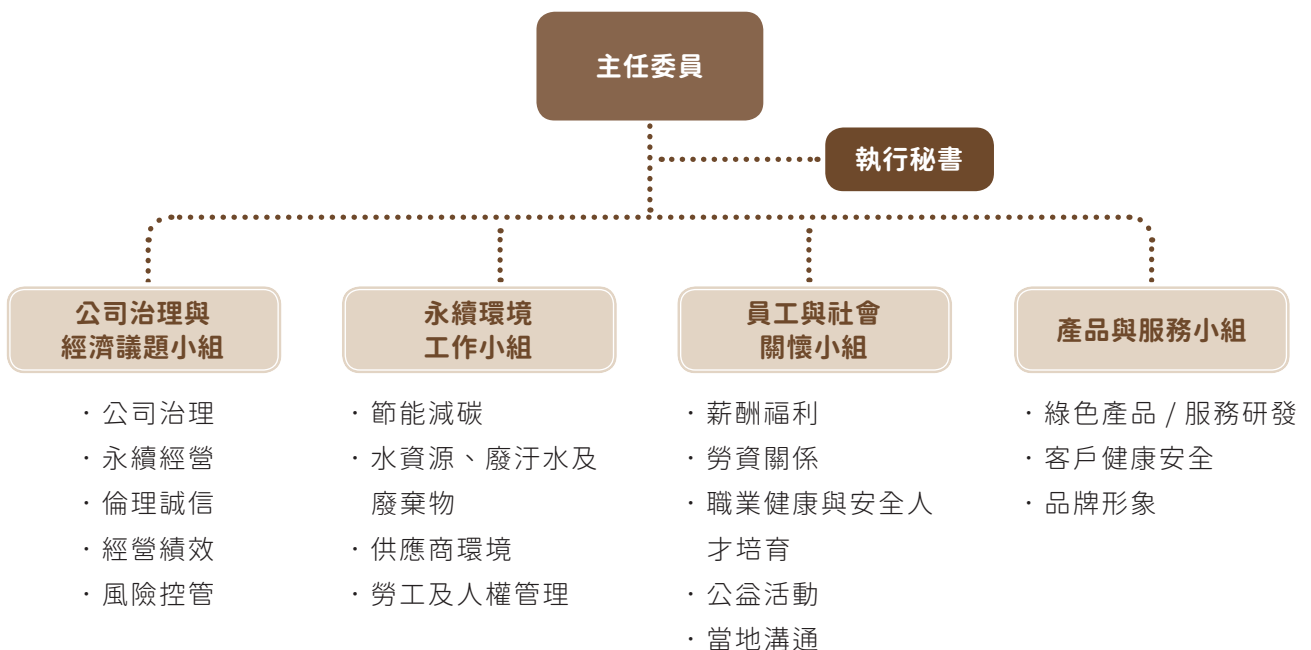 主任委員
執行秘書
公司治理與
經濟議題小組
・公司治理
・永續經營
・倫理誠信
・經營績效
・風險控管
永續環境
工作小組
・節能減碳
・水資源、廢汙水及
廢棄物
・供應商環境
・勞工及人權管理
員工與社會
關懷小組
・薪酬福利
・勞資關係
・職業健康與安全人
才培育
・公益活動
・當地溝通
產品與服務小組
・綠色產品 / 服務研發
・客戶健康安全
・品牌形象